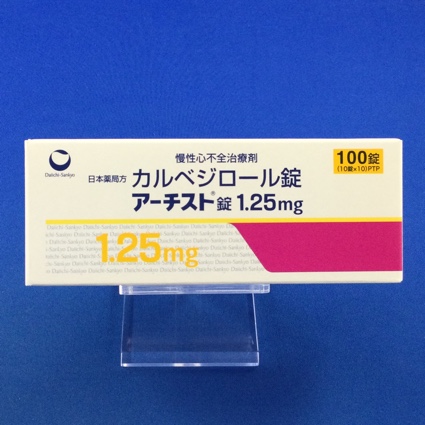 慢性心不全治療剤
日本薬局方 カルベジロール錠
アーチスト®錠 1.25mg
100錠
(10錠×10)PTP
Daiichi-Sankyo
1.25mg